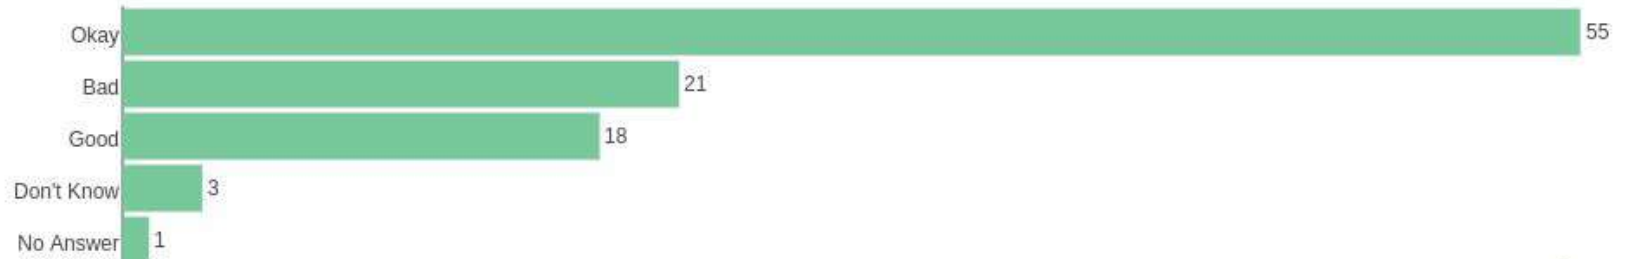 Okay 55
Bad 21
Good 18
Don't Know 3
No Answer 1